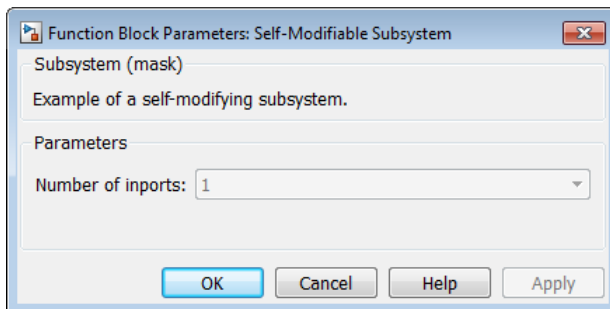 Function Block Parameters: Self-Modifiable Subsystem
Subsystem (mask)
Example of a self-modifying subsystem.
Parameters
Number of inports: 1
OK Cancel Help Apply